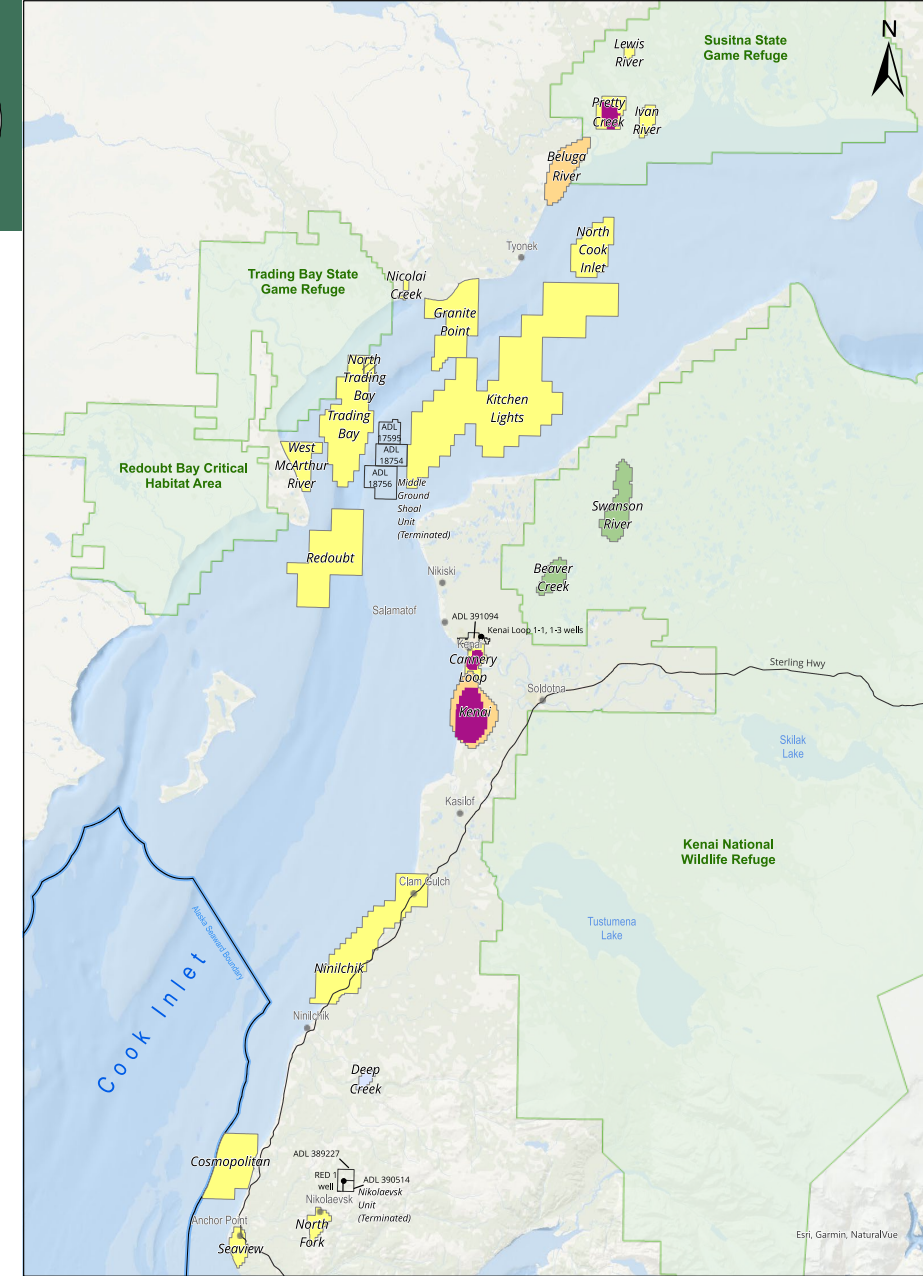 N
Susitna State
Game Refuge
Lewis
River
Pretty
Creek
Ivan
River
Beluga
River
North
Cook
Inlet
Tyonek
Trading Bay State
Game Refuge
Nicolai
Creek
Granite
Point
North
Trading
Bay
Trading
Bay
Kitchen
Lights
ADL
17595
ADL
18754
ADL
18756
Middle
Ground
Shoal
Unit
(Terminated)
West
McArthur
River
Redoubt Bay Critical
Habitat Area
Swanson
River
Redoubt
Beaver
Creek
Nikiski
Salamatof
ADL 391094
Kenai Loop 1-1, 1-3 wells
Kenai
Cannery
Loop
Sterling Hwy
Soldotna
Kenai
Skilak
Lake
Kasilof
Kenai National
Wildlife Refuge
Clam Gulch
Tustumena
Lake
Alaska Seaward Boundary
Ninilchik
Cook Inlet
Ninilchik
Deep
Creek
Cosmopolitan
ADL 389227
RED 1
well
ADL 390514
Nikolaevsk
Unit
(Terminated)
Nikolaevsk
North
Fork
Anchor Point
Seaview
Esri, Garmin, NaturalVue